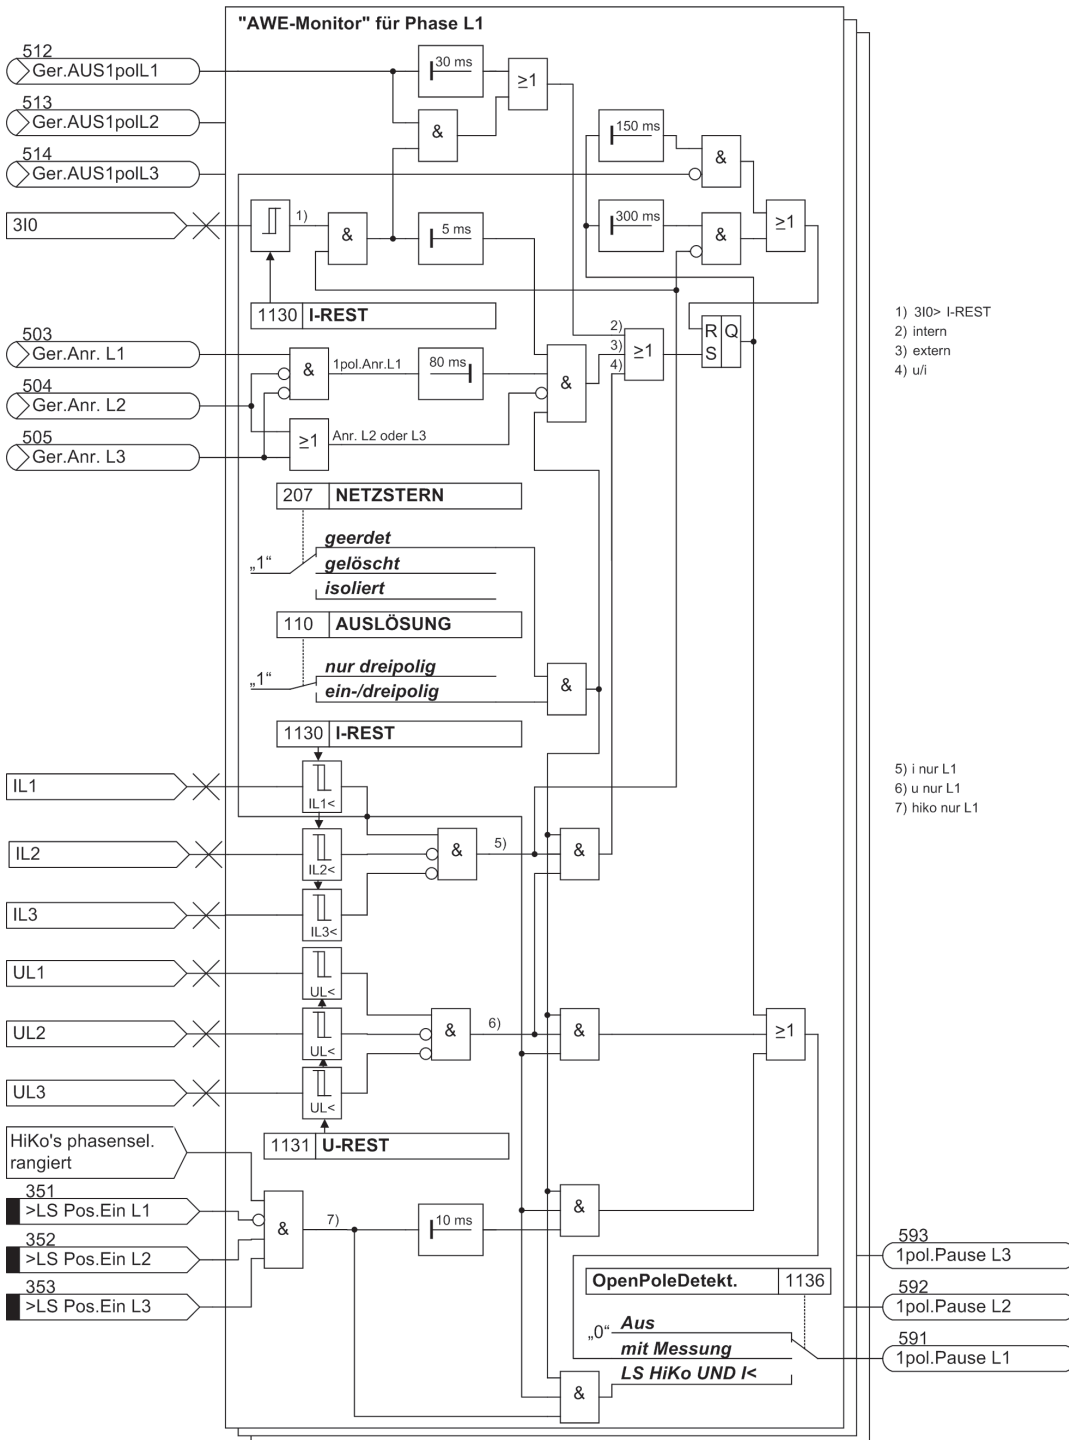 "AWE-Monitor" für Phase L1
512
Ger.AUS1polL1
30 ms
≥1
513
Ger.AUS1polL2
&
150 ms
&
514
Ger.AUS1polL3
3I0
1)
&
5 ms
300 ms
&
≥1
1130 I-REST
1) 3I0> I-REST
2) intern
3) extern
4) u/i
503
Ger.Anr. L1
&
1pol.Anr.L1
80 ms
&
2)
3)
4)
≥1
R Q
S
504
Ger.Anr. L2
505
Ger.Anr. L3
≥1
Anr. L2 oder L3
207 NETZSTERN
„1“
geerdet
gelöscht
isoliert
110 AUSLÖSUNG
„1“
nur dreipolig
ein-/dreipolig
&
1130 I-REST
5) i nur L1
6) u nur L1
7) hiko nur L1
IL1
IL1<
IL2
IL2<
&
5)
&
IL3
IL3<
UL1
UL<
UL2
UL<
&
6)
&
≥1
UL3
UL<
1131 U-REST
HiKo's phasensel.
rangiert
351
>LS Pos.Ein L1
352
>LS Pos.Ein L2
&
7)
10 ms
&
353
>LS Pos.Ein L3
593
1pol.Pause L3
OpenPoleDetekt. 1136
592
1pol.Pause L2
„0“
Aus
mit Messung
LS HiKo UND I<
591
1pol.Pause L1
&